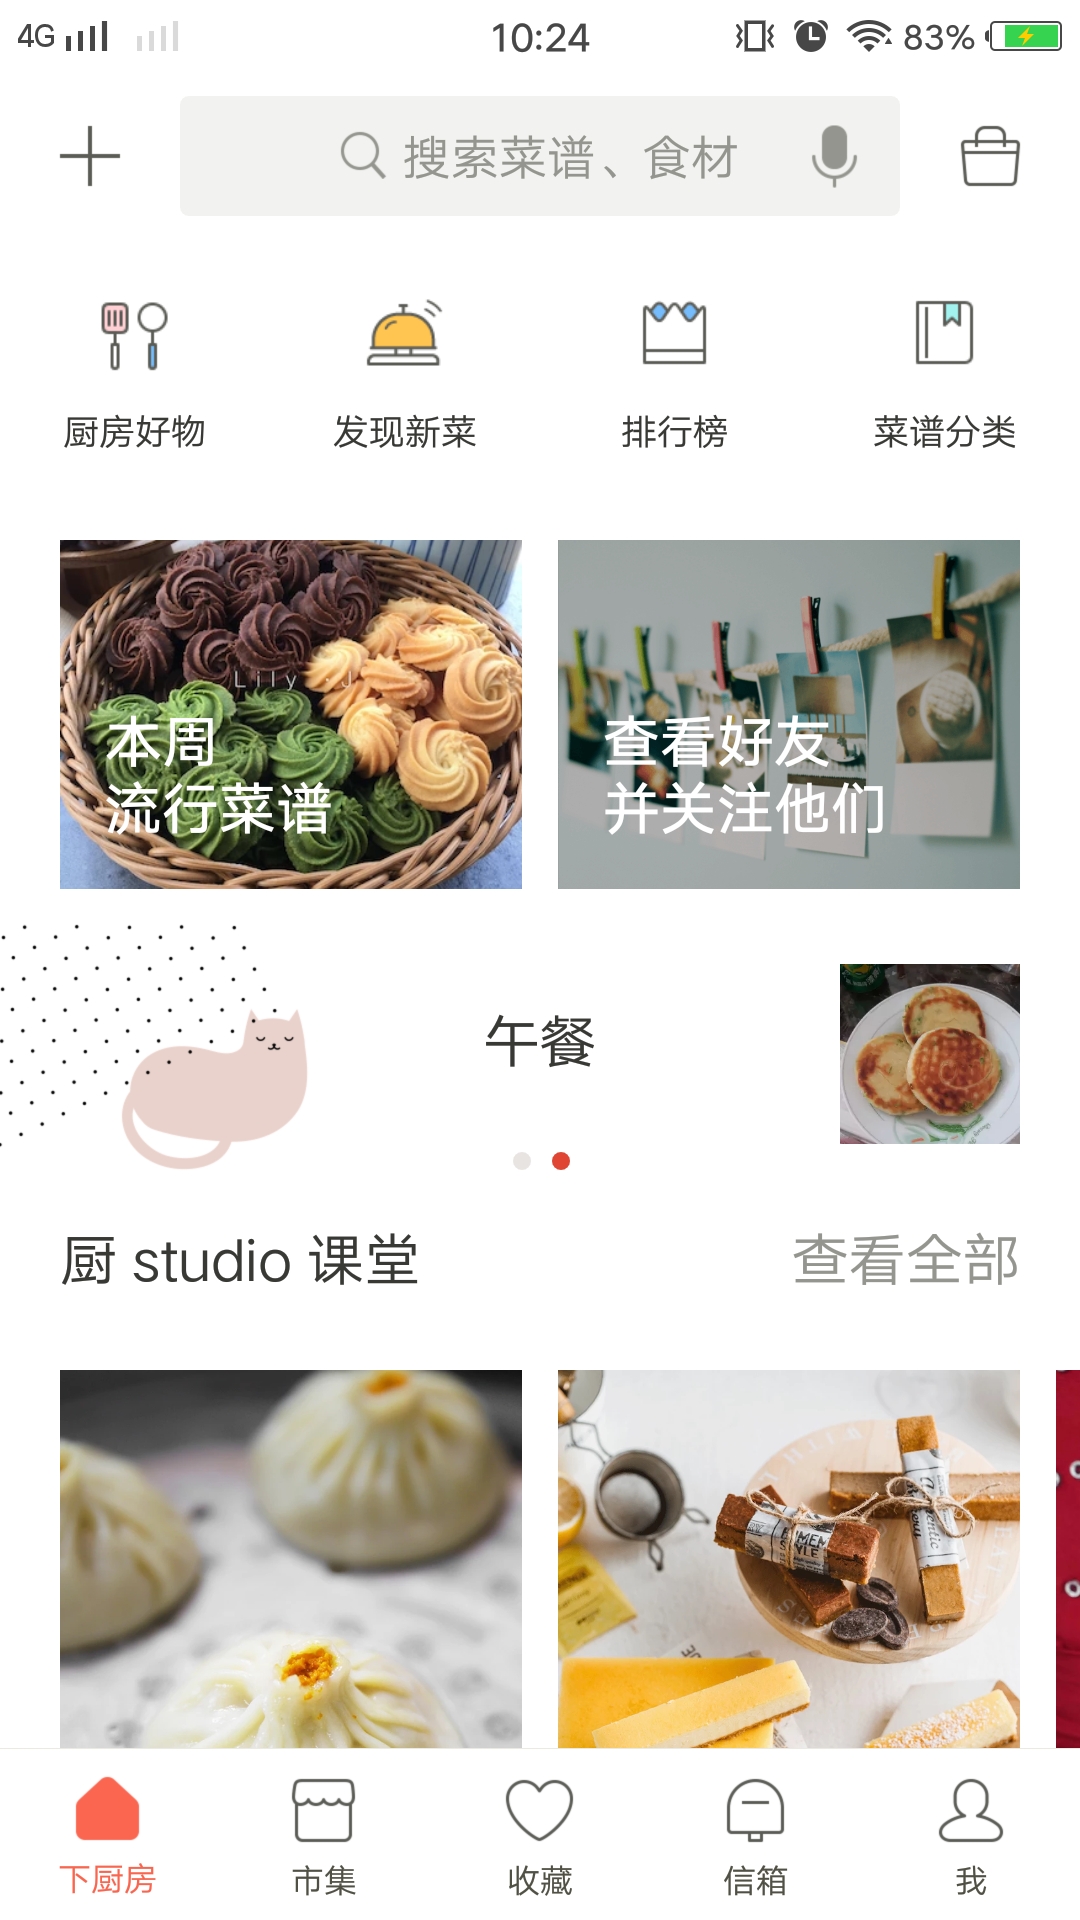 4G 10:24 83%
搜索菜谱、食材
厨房好物 发现新菜 排行榜 菜谱分类
Lily J
本周
流行菜谱
查看好友
并关注他们
午餐
厨 studio 课堂 查看全部
下厨房 市集 收藏 信箱 我